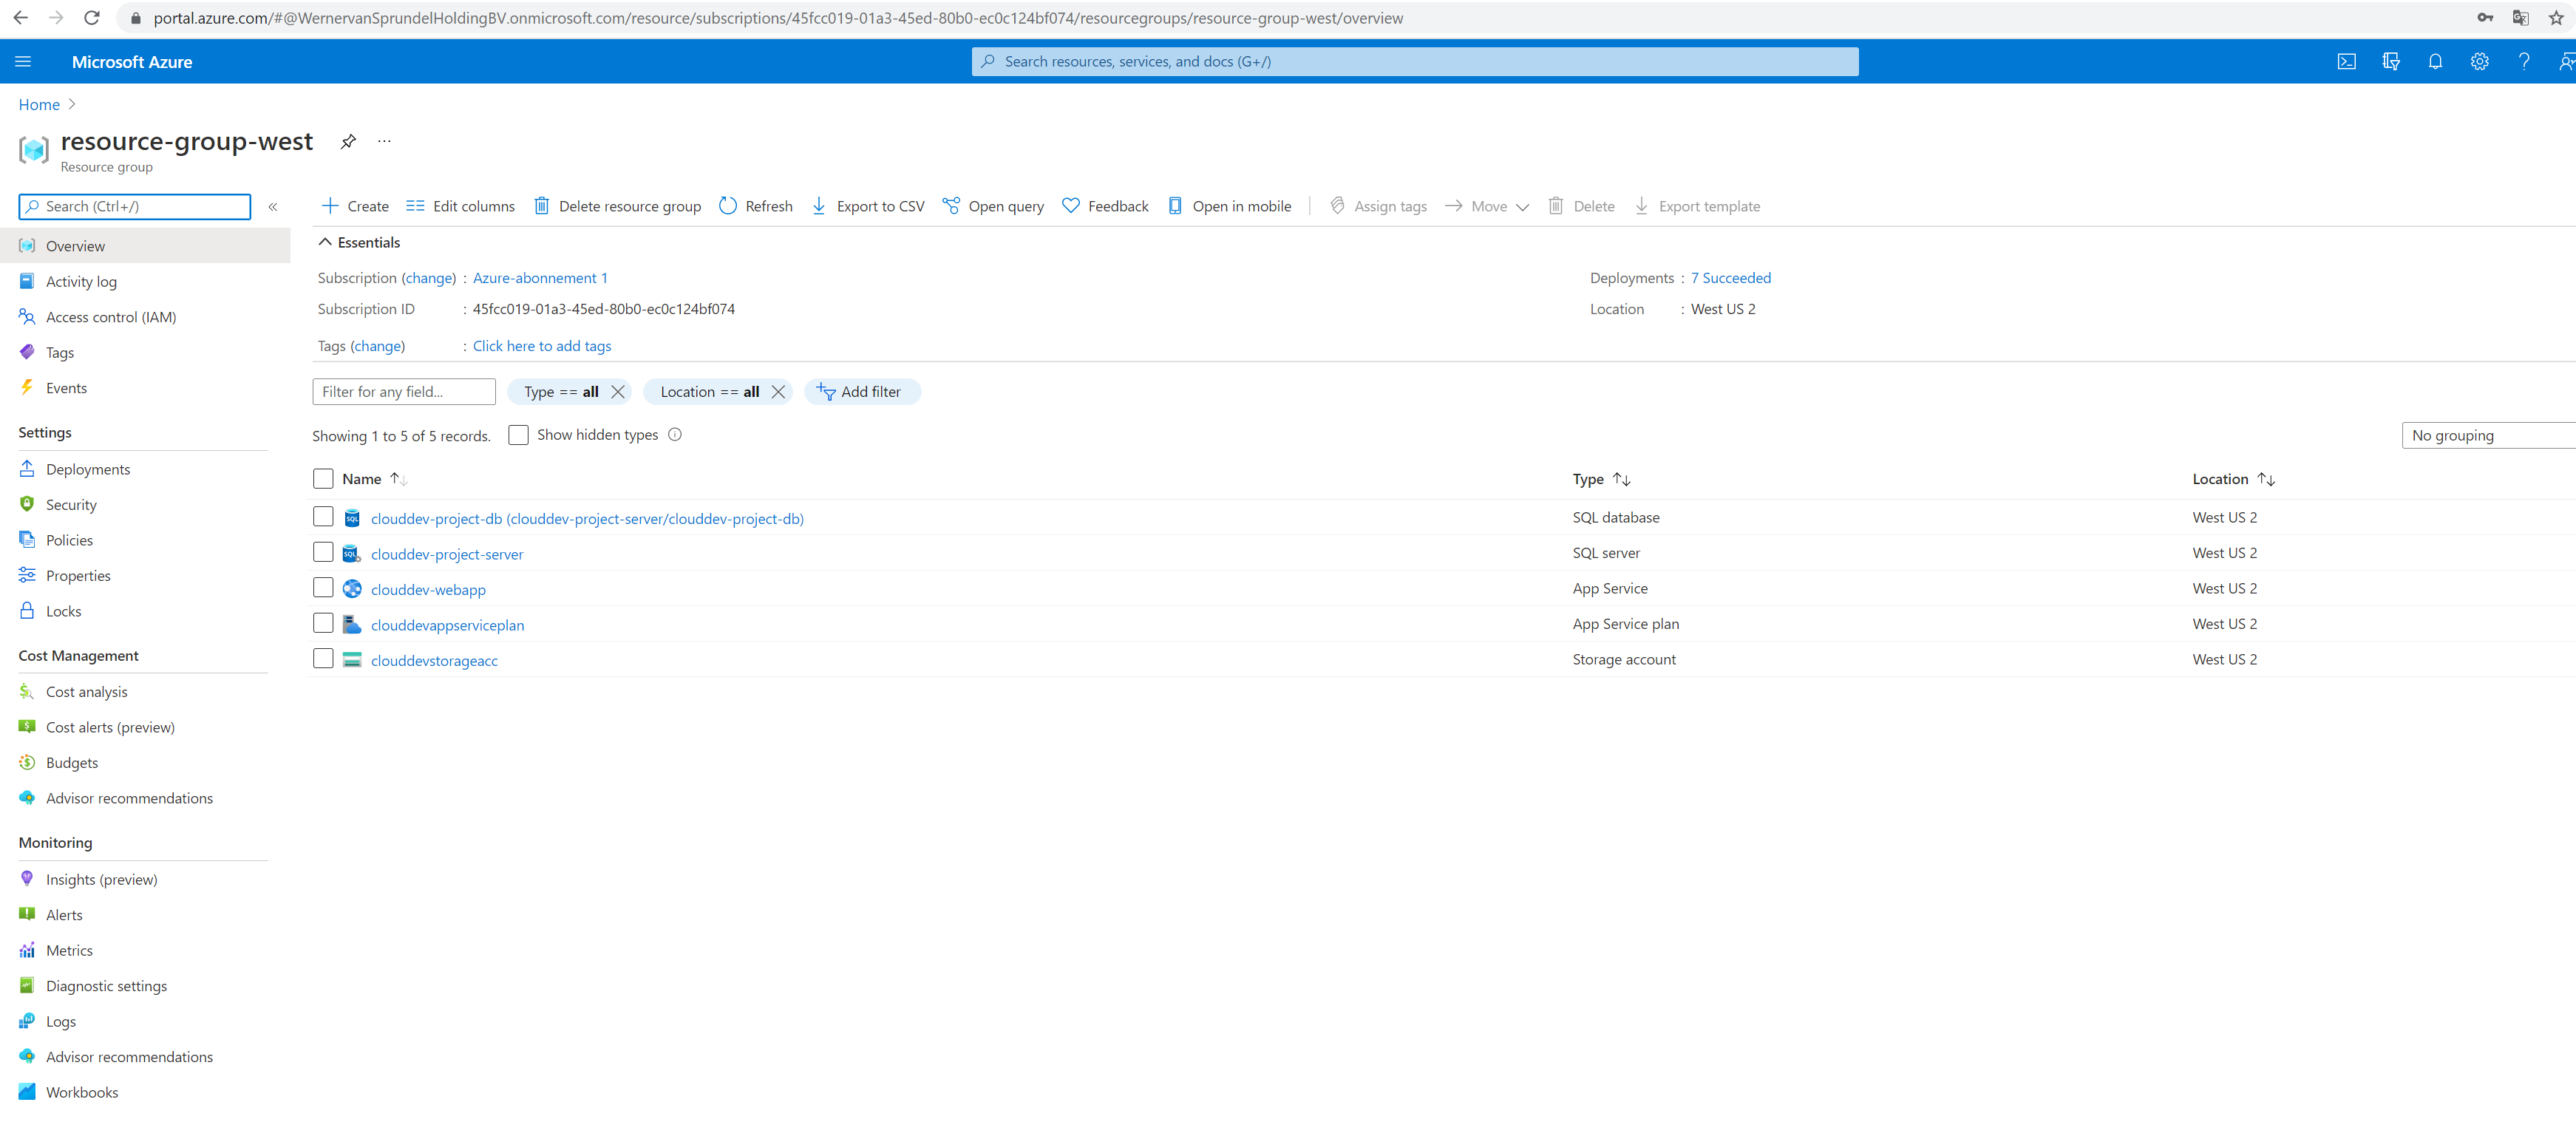 portal.azure.com/#@WernervanSprundelHoldingBV.onmicrosoft.com/resource/subscriptions/45fcc019-01a3-45ed-80b0-ec0c124bf074/resourcegroups/resource-group-west/overview
Microsoft Azure
Search resources, services, and docs (G+/)
Home
resource-group-west
...
Resource group
Search (Ctrl+/)
«
Create
Edit columns
Delete resource group
Refresh
Export to CSV
Open query
Feedback
Open in mobile
Assign tags
Move
Delete
Export template
Overview
Activity log
Access control (IAM)
Tags
Events
Settings
Deployments
Security
Policies
Properties
Locks
Cost Management
Cost analysis
Cost alerts (preview)
Budgets
Advisor recommendations
Monitoring
Insights (preview)
Alerts
Metrics
Diagnostic settings
Logs
Advisor recommendations
Workbooks
Essentials
Subscription (change) : Azure-abonnement 1
Subscription ID : 45fcc019-01a3-45ed-80b0-ec0c124bf074
Tags (change) : Click here to add tags
Deployments : 7 Succeeded
Location : West US 2
Filter for any field...
Type == all
Location == all
Add filter
Showing 1 to 5 of 5 records.
Show hidden types
No grouping
Name Type Location
clouddev-project-db (clouddev-project-server/clouddev-project-db) SQL database West US 2
clouddev-project-server SQL server West US 2
clouddev-webapp App Service West US 2
clouddevappserviceplan App Service plan West US 2
clouddevstorageacc Storage account West US 2